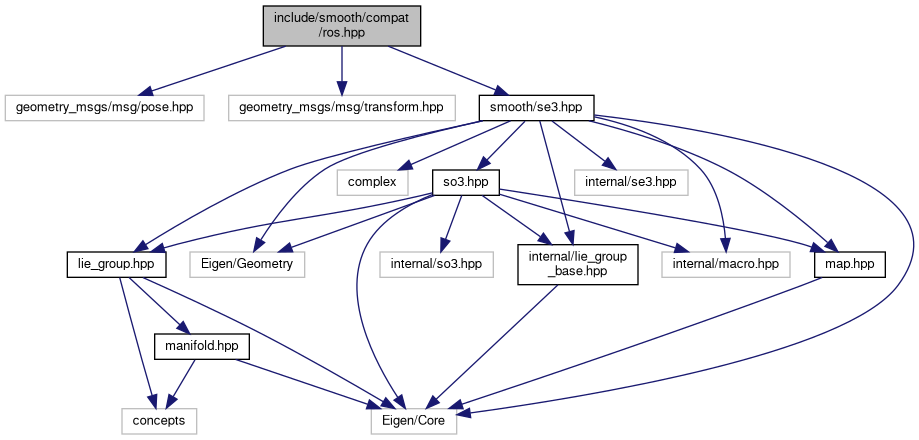 include/smooth/compat
/ros.hpp
geometry_msgs/msg/pose.hpp
geometry_msgs/msg/transform.hpp
smooth/se3.hpp
complex
so3.hpp
internal/se3.hpp
lie_group.hpp
Eigen/Geometry
internal/so3.hpp
internal/lie_group
_base.hpp
internal/macro.hpp
map.hpp
manifold.hpp
concepts
Eigen/Core